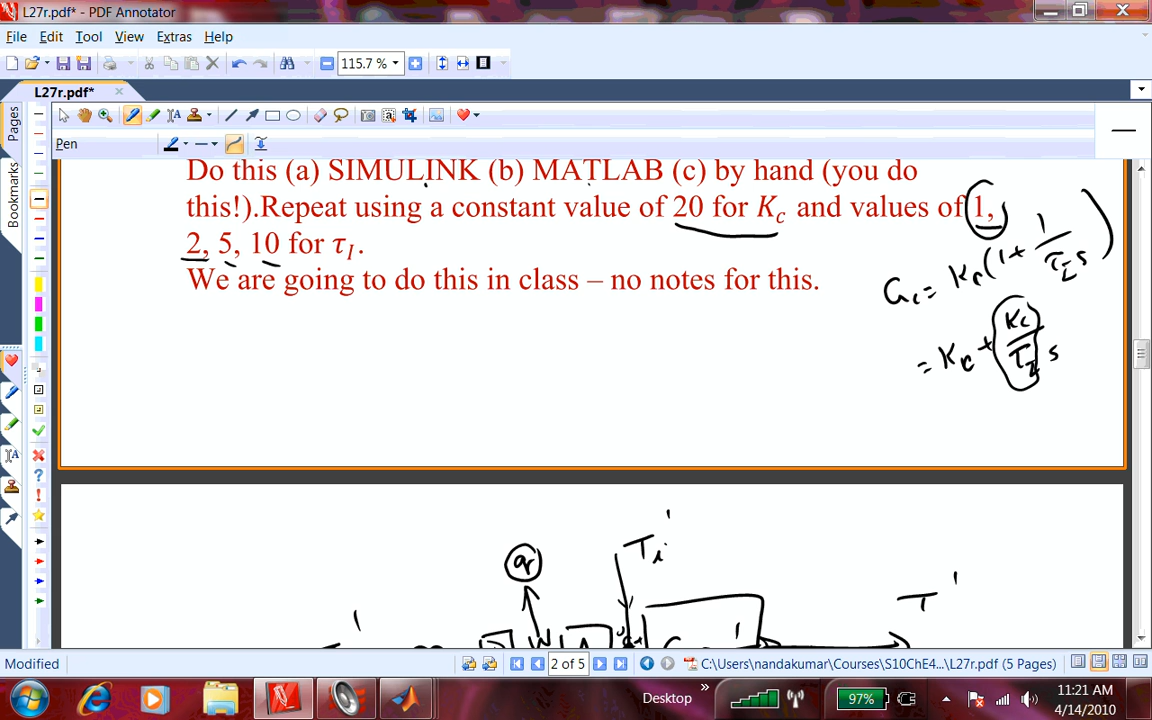 L27r.pdf* - PDF Annotator
File Edit Tool View Extras Help
115.7 %
L27r.pdf*
Pen
Pages
Bookmarks
Do this (a) SIMULINK (b) MATLAB (c) by hand (you do
this!).Repeat using a constant value of 20 for Kc and values of 1,
2, 5, 10 for τI.
We are going to do this in class – no notes for this.
Gc = Kc(1 + 1/τI s)
= Kc + Kc/τI s
Ti'
T'
Modified
2 of 5
C:\Users\nandakumar\Courses\S10ChE4...\L27r.pdf (5 Pages)
Desktop »
97%
11:21 AM
4/14/2010